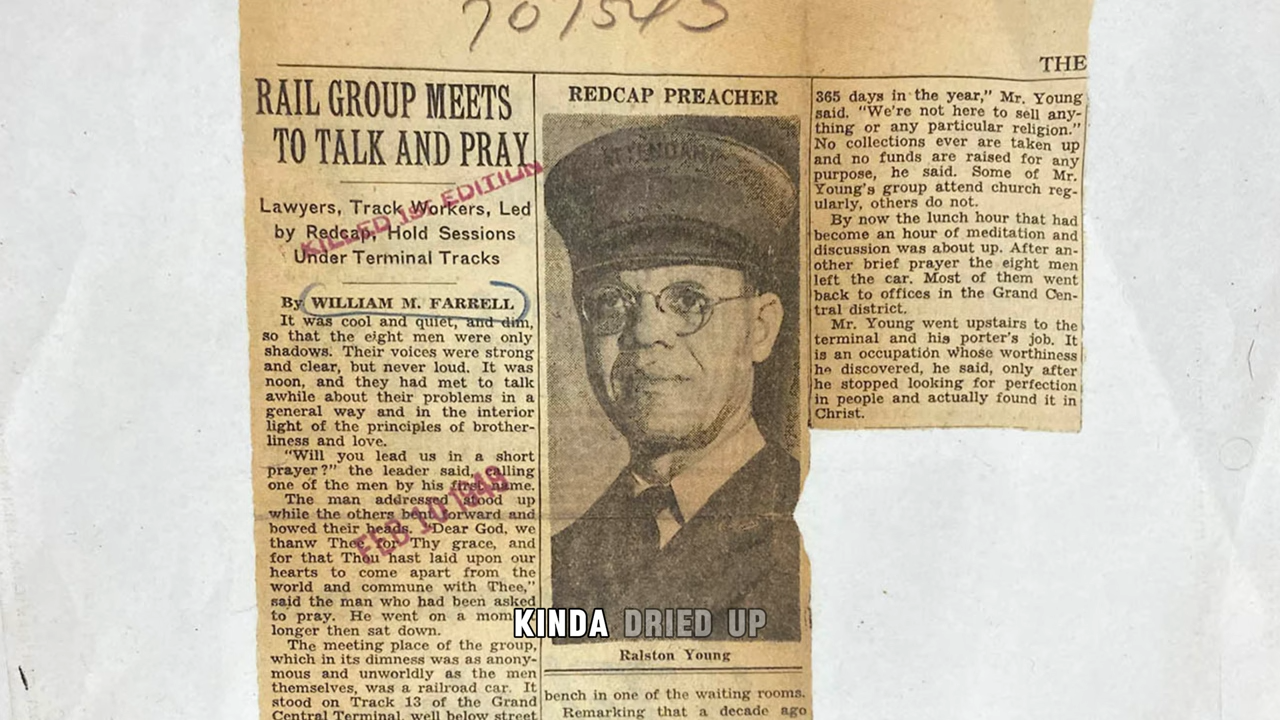 707543
THE
RAIL GROUP MEETS
TO TALK AND PRAY
KILLED 1st EDITION
Lawyers, Track Workers, Led
by Redcap, Hold Sessions
Under Terminal Tracks
By WILLIAM M. FARRELL
It was cool and quiet, and dim,
so that the eight men were only
shadows. Their voices were strong
and clear, but never loud. It was
noon, and they had met to talk
awhile about their problems in a
general way and in the interior
light of the principles of brother-
liness and love.
"Will you lead us in a short
prayer?" the leader said, calling
one of the men by his first name.
The man addressed stood up
while the others bent forward and
bowed their heads. "Dear God, we
thanw Thee for Thy grace, and
for that Thou hast laid upon our
hearts to come apart from the
world and commune with Thee,"
said the man who had been asked
to pray. He went on a
longer then sat down.
The meeting place of the group,
which in its dimness was as anony-
mous and unworldly as the men
themselves, was a railroad car. It
stood on Track 13 of the Grand
Central Terminal, well below street
FEB 10 1948
REDCAP PREACHER
ATTENDANT
KINDA DRIED UP
Ralston Young
bench in one of the waiting rooms.
Remarking that a decade ago
365 days in the year," Mr. Young
said. "We're not here to sell any-
thing or any particular religion."
No collections ever are taken up
and no funds are raised for any
purpose, he said. Some of Mr.
Young's group attend church reg-
ularly, others do not.
By now the lunch hour that had
become an hour of meditation and
discussion was about up. After an-
other brief prayer the eight men
left the car. Most of them went
back to offices in the Grand Cen-
tral district.
Mr. Young went upstairs to the
terminal and his porter's job. It
is an occupation whose worthiness
he discovered, he said, only after
he stopped looking for perfection
in people and actually found it in
Christ.